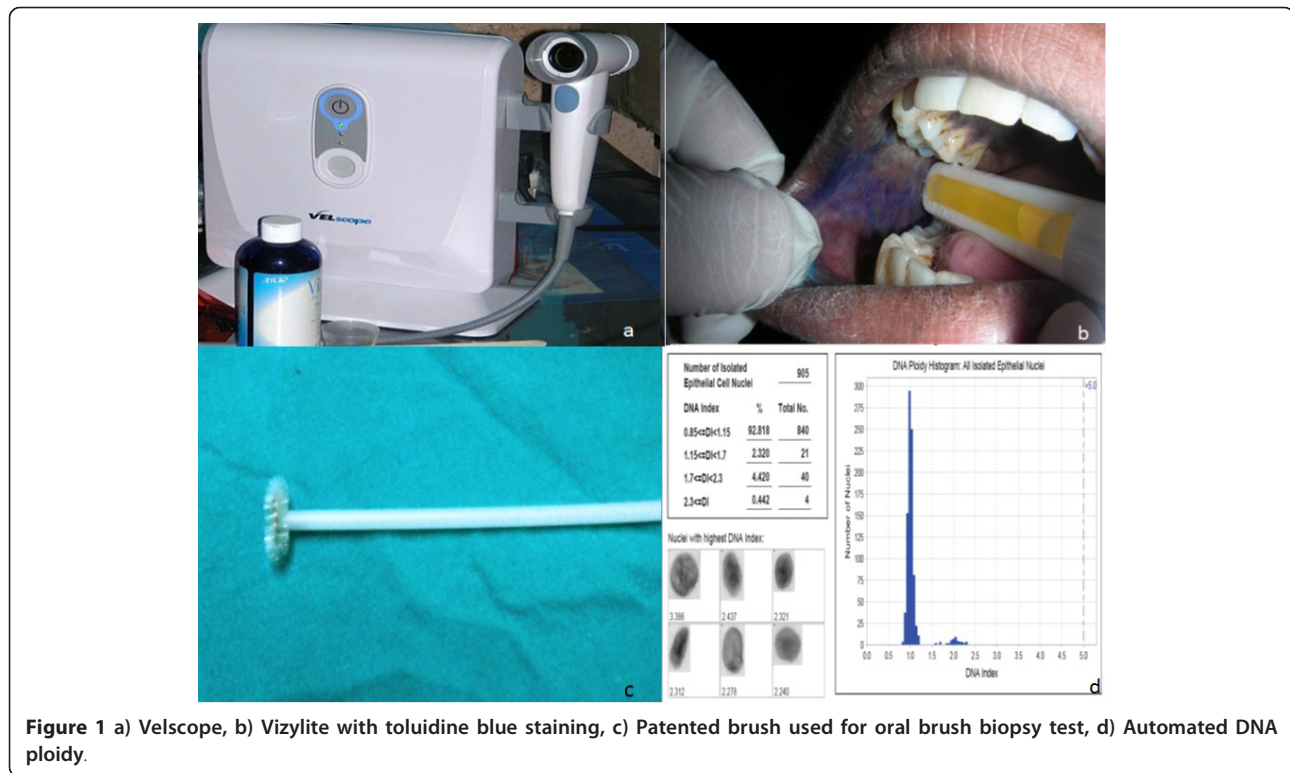 VELscope
ZILA
a
b
c
Number of Isolated
Epithelial Cell Nuclei 905
DNA Index % Total No.
0.85<=DI<1.15 92.818 840
1.15<=DI<1.7 2.320 21
1.7<=DI<2.3 4.420 40
2.3<=DI 0.442 4
Nuclei with highest DNA Index:
3.386 2.437 2.321
2.312 2.278 2.240
DNA Ploidy Histogram: All Isolated Epithelial Nuclei
>5.0
Number of Nuclei
300
275
250
225
200
175
150
125
100
75
50
25
0
0.0 0.5 1.0 1.5 2.0 2.5 3.0 3.5 4.0 4.5 5.0
DNA Index
d
Figure 1 a) Velscope, b) Vizylite with toluidine blue staining, c) Patented brush used for oral brush biopsy test, d) Automated DNA
ploidy.